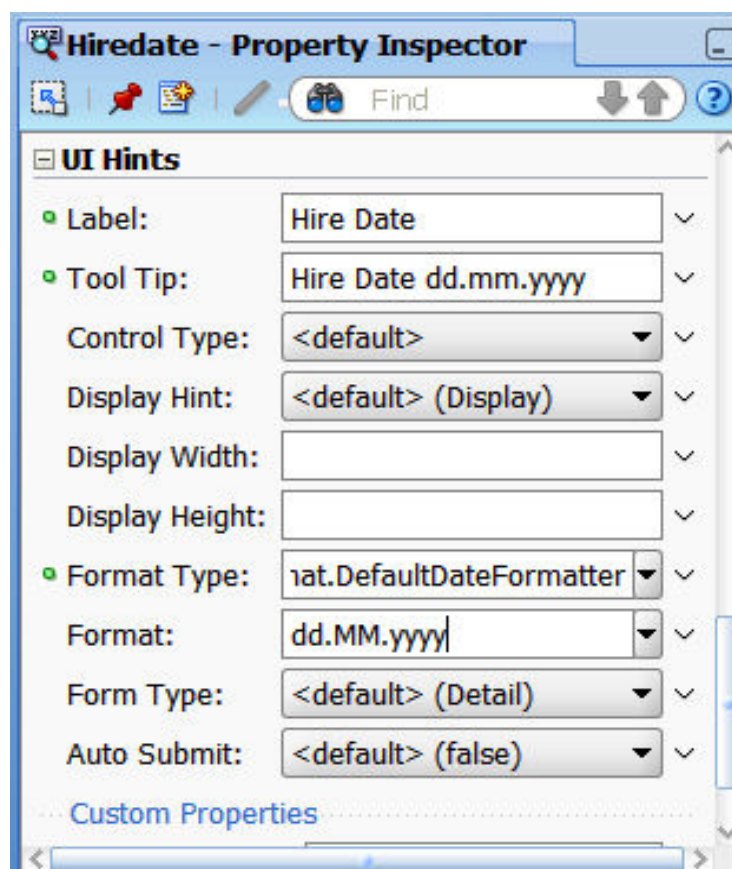 Hiredate - Property Inspector
Find
UI Hints
Label: Hire Date
Tool Tip: Hire Date dd.mm.yyyy
Control Type: <default>
Display Hint: <default> (Display)
Display Width:
Display Height:
Format Type: nat.DefaultDateFormatter
Format: dd.MM.yyyy
Form Type: <default> (Detail)
Auto Submit: <default> (false)
Custom Properties